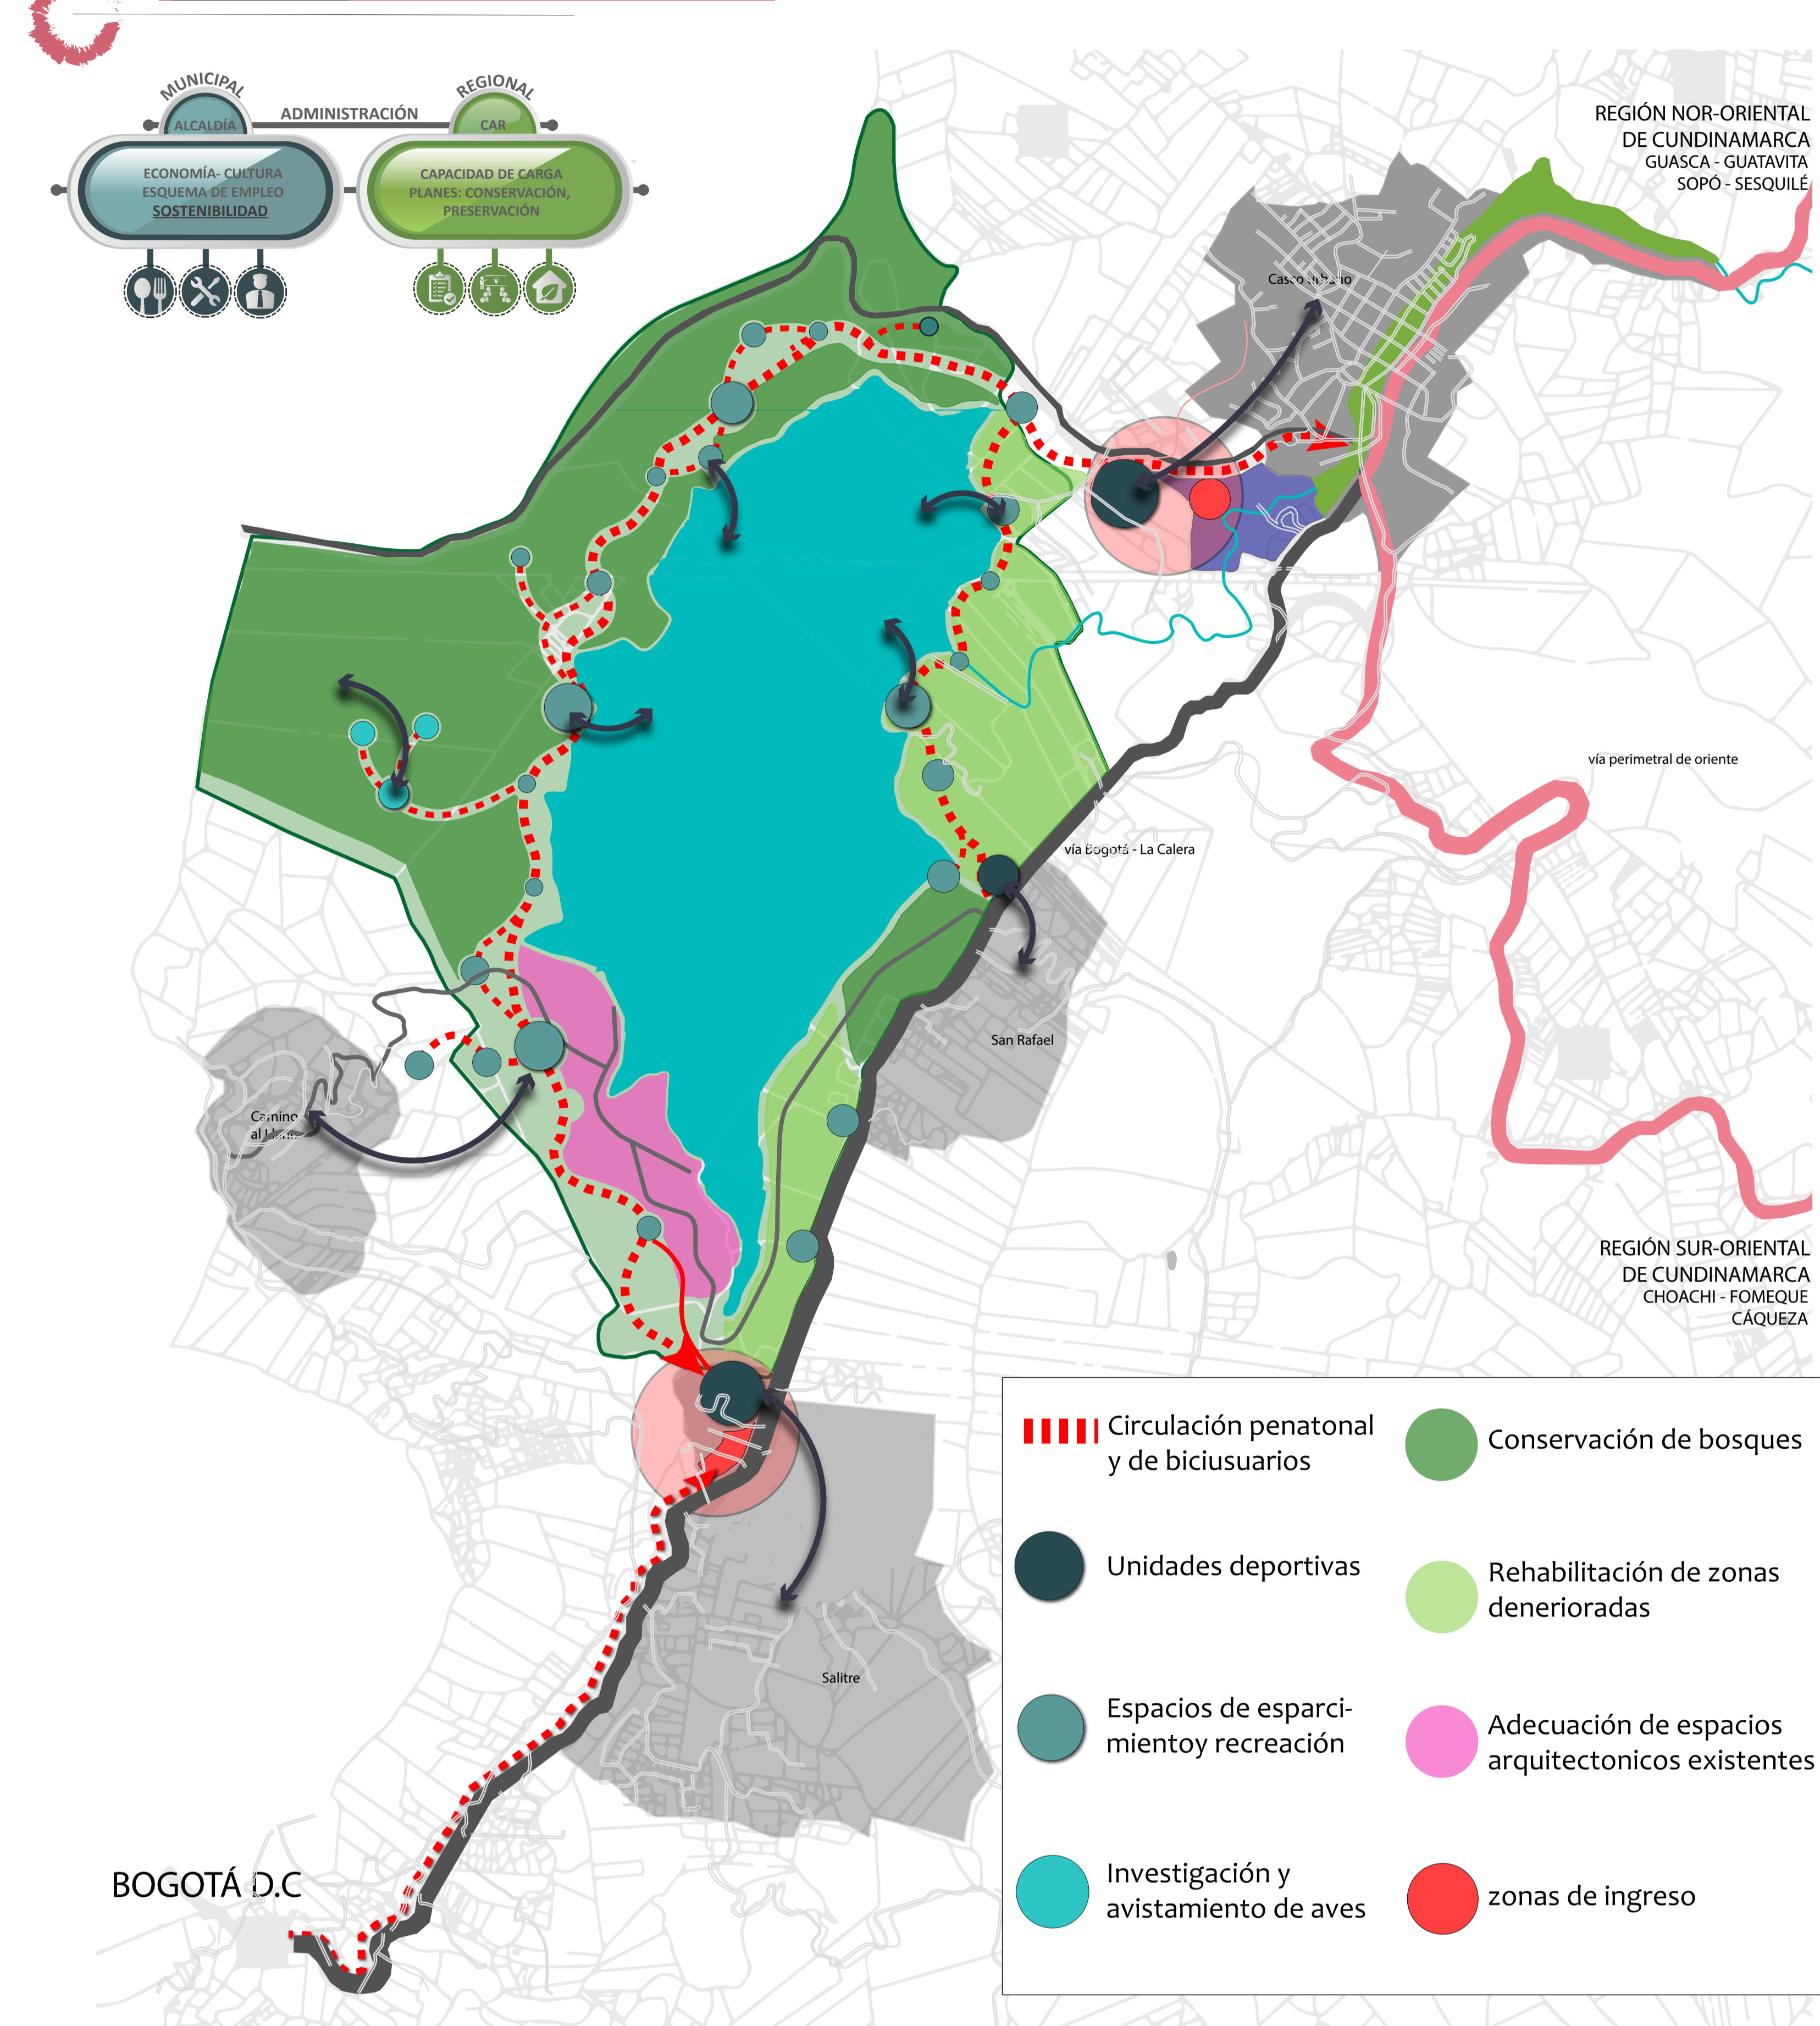 MUNICIPAL
REGIONAL
ADMINISTRACIÓN
ALCALDÍA
CAR
ECONOMÍA- CULTURA
ESQUEMA DE EMPLEO
SOSTENIBILIDAD
CAPACIDAD DE CARGA
PLANES: CONSERVACIÓN,
PRESERVACIÓN
REGIÓN NOR-ORIENTAL
DE CUNDINAMARCA
GUASCA - GUATAVITA
SOPÓ - SESQUILÉ
Casco urbano
vía perimetral de oriente
vía Bogotá - La Calera
San Rafael
Camino
al
REGIÓN SUR-ORIENTAL
DE CUNDINAMARCA
CHOACHI - FOMEQUE
CÁQUEZA
Salitre
BOGOTÁ D.C
Circulación penatonal
y de biciusuarios
Unidades deportivas
Espacios de esparci-
mientoy recreación
Investigación y
avistamiento de aves
Conservación de bosques
Rehabilitación de zonas
denerioradas
Adecuación de espacios
arquitectonicos existentes
zonas de ingreso